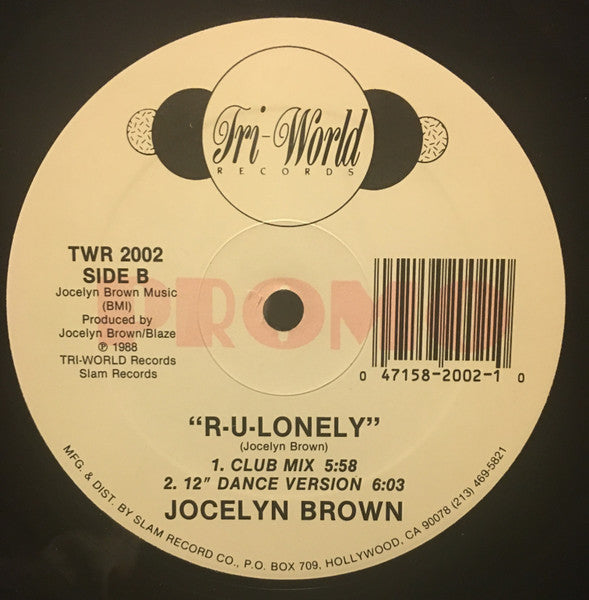 Tri-World
RECORDS
TWR 2002
SIDE B
Jocelyn Brown Music
(BMI)
Produced by
Jocelyn Brown/Blaze
℗ 1988
TRI-WORLD Records
Slam Records
PROMO
0 47158-2002-1 0
"R-U-LONELY"
(Jocelyn Brown)
1. CLUB MIX 5:58
2. 12" DANCE VERSION 6:03
JOCELYN BROWN
MFG. & DIST. BY SLAM RECORD CO., P.O. BOX 709, HOLLYWOOD, CA 90078 (213) 469-5821